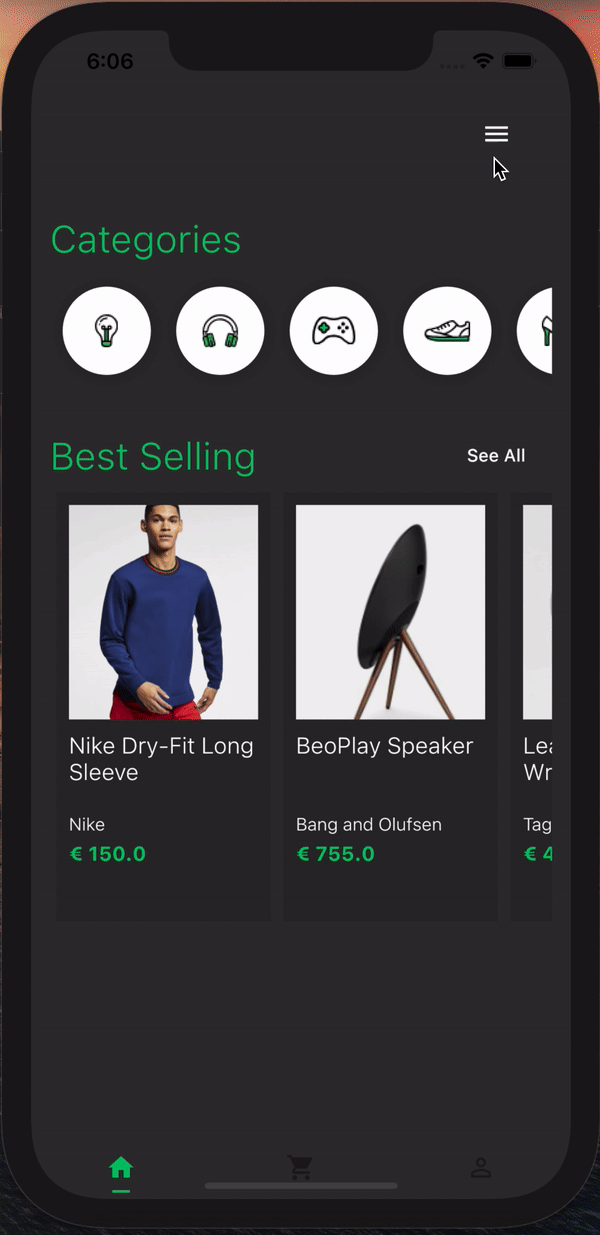 6:06
Categories
Best Selling
See All
Nike Dry-Fit Long
Sleeve
Nike
€ 150.0
BeoPlay Speaker
Bang and Olufsen
€ 755.0
Lea
Wr
Tag
€ 4